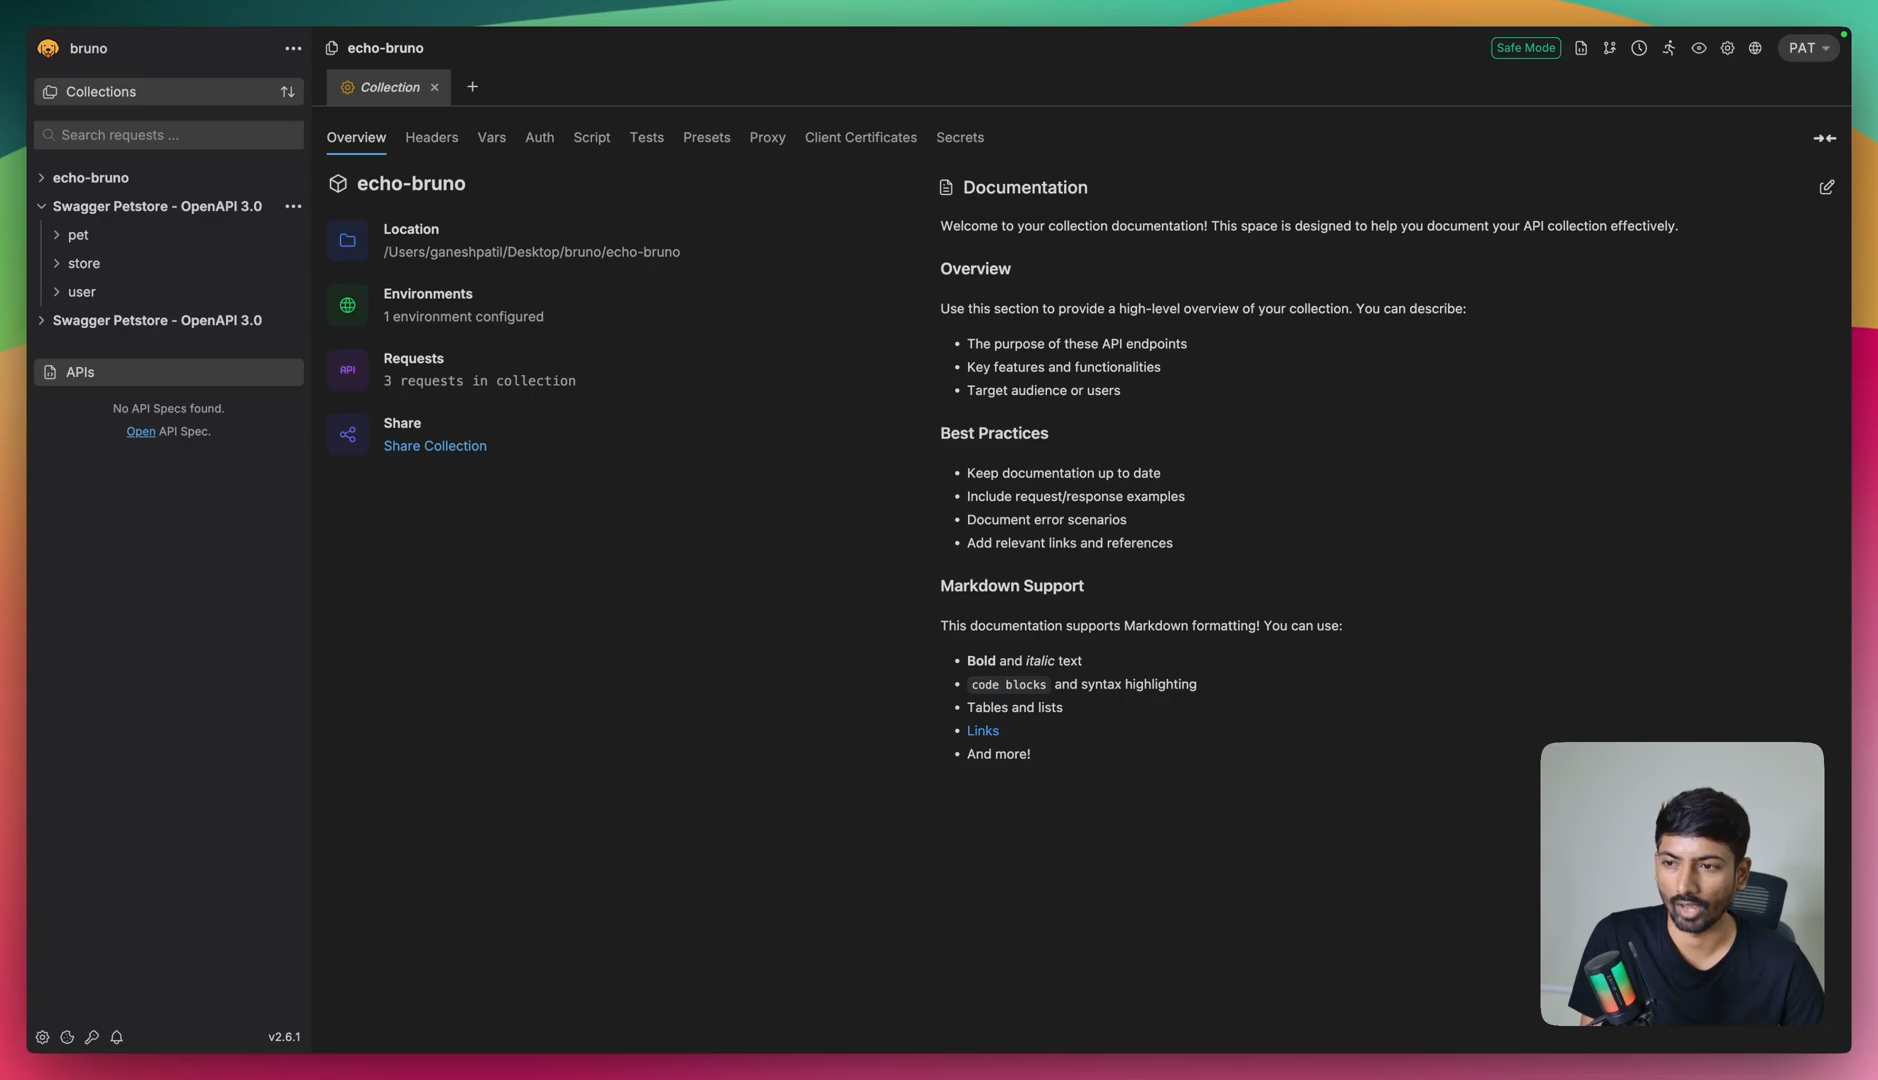 bruno
Collections
Search requests ...
echo-bruno
Swagger Petstore - OpenAPI 3.0
pet
store
user
Swagger Petstore - OpenAPI 3.0
APIs
No API Specs found.
Open API Spec.
v2.6.1
echo-bruno
Safe Mode
PAT
Collection
Overview Headers Vars Auth Script Tests Presets Proxy Client Certificates Secrets
echo-bruno
Location
/Users/ganeshpatil/Desktop/bruno/echo-bruno
Environments
1 environment configured
API
Requests
3 requests in collection
Share
Share Collection
Documentation
Welcome to your collection documentation! This space is designed to help you document your API collection effectively.
Overview
Use this section to provide a high-level overview of your collection. You can describe:
• The purpose of these API endpoints
• Key features and functionalities
• Target audience or users
Best Practices
• Keep documentation up to date
• Include request/response examples
• Document error scenarios
• Add relevant links and references
Markdown Support
This documentation supports Markdown formatting! You can use:
• Bold and italic text
• code blocks and syntax highlighting
• Tables and lists
• Links
• And more!